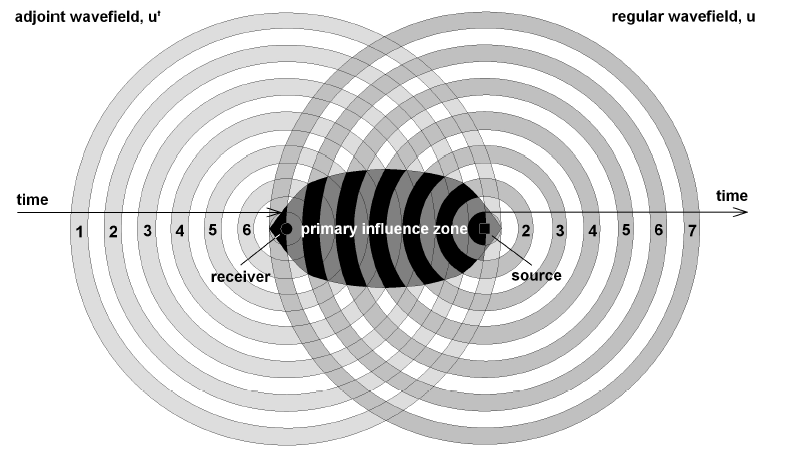 adjoint wavefield, u'
regular wavefield, u
time
time
1 2 3 4 5 6 primary influence zone 2 3 4 5 6 7
receiver
source